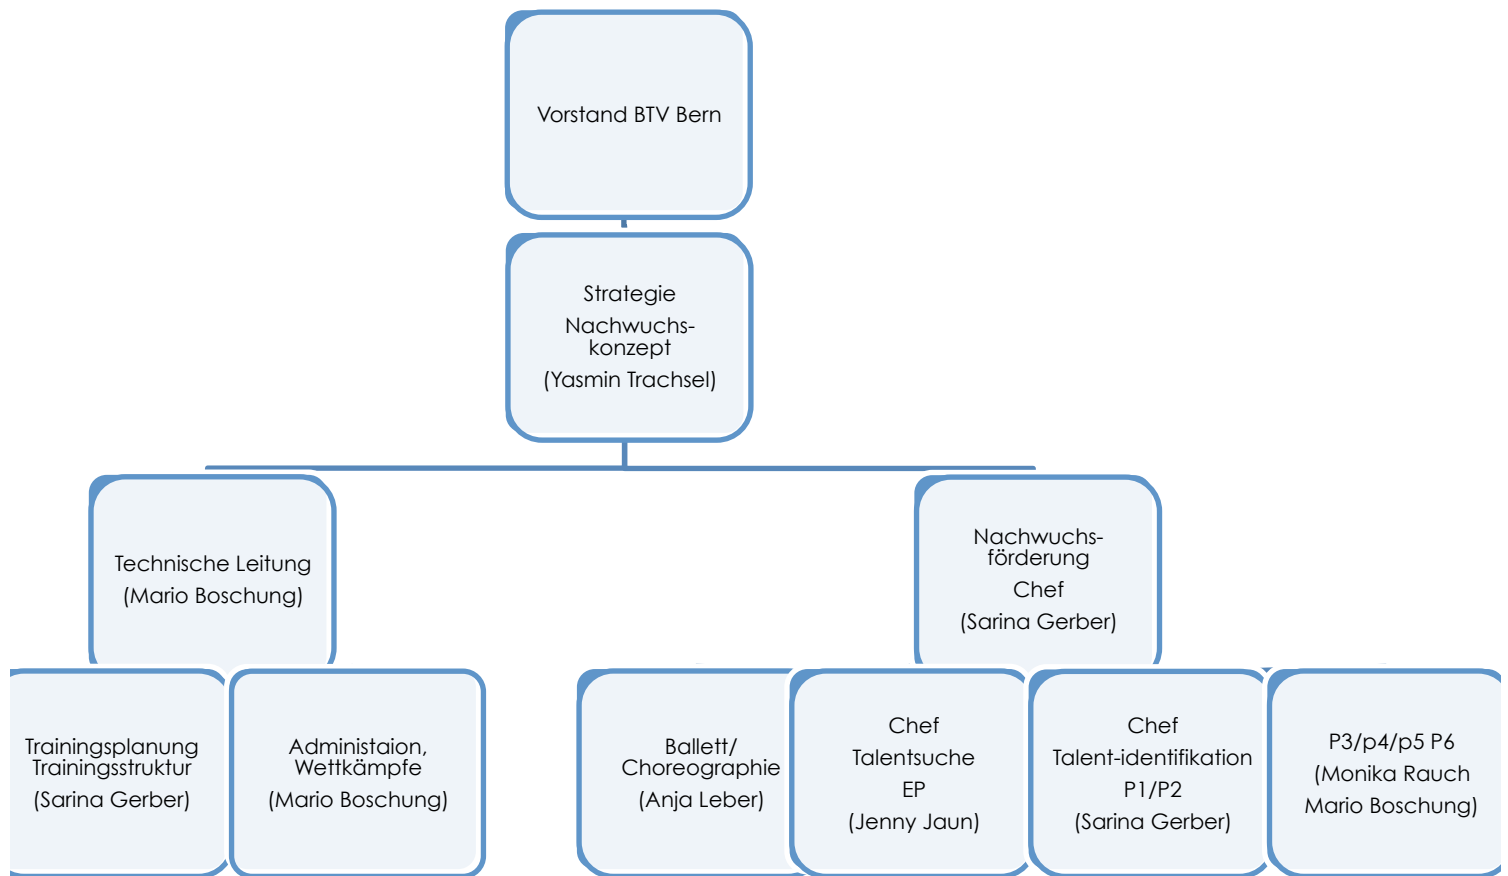 Vorstand BTV Bern
Strategie
Nachwuchs-
konzept
(Yasmin Trachsel)
Technische Leitung
(Mario Boschung)
Nachwuchs-
förderung
Chef
(Sarina Gerber)
Trainingsplanung
Trainingsstruktur
(Sarina Gerber)
Administaion,
Wettkämpfe
(Mario Boschung)
Ballett/
Choreographie
(Anja Leber)
Chef
Talentsuche
EP
(Jenny Jaun)
Chef
Talent-identifikation
P1/P2
(Sarina Gerber)
P3/p4/p5 P6
(Monika Rauch
Mario Boschung)